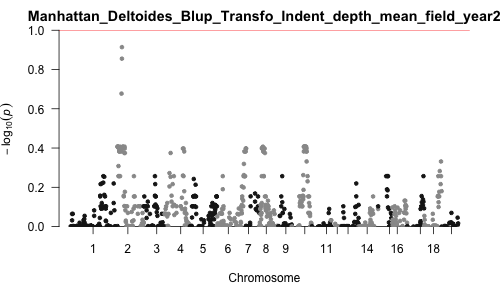 Manhattan_Deltoides_Blup_Transfo_Indent_depth_mean_field_year2
1.0
0.8
0.6
0.4
0.2
0.0
− log10(p)
1 2 3 4 5 6 7 8 9 11 14 16 18
Chromosome